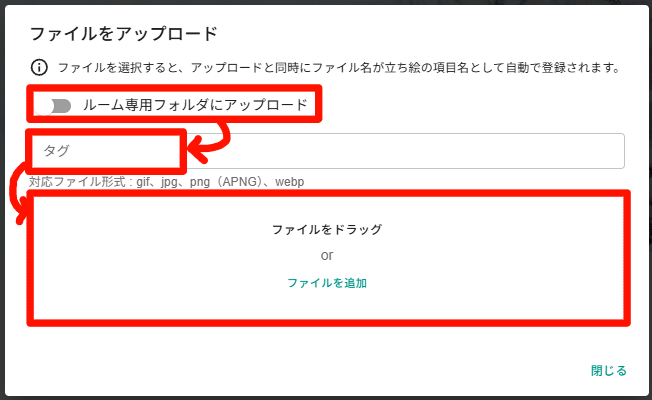 ファイルをアップロード
ファイルを選択すると、アップロードと同時にファイル名が立ち絵の項目名として自動で登録されます。
ルーム専用フォルダにアップロード
タグ
対応ファイル形式 : gif、jpg、png（APNG）、webp
ファイルをドラッグ
or
ファイルを追加
閉じる